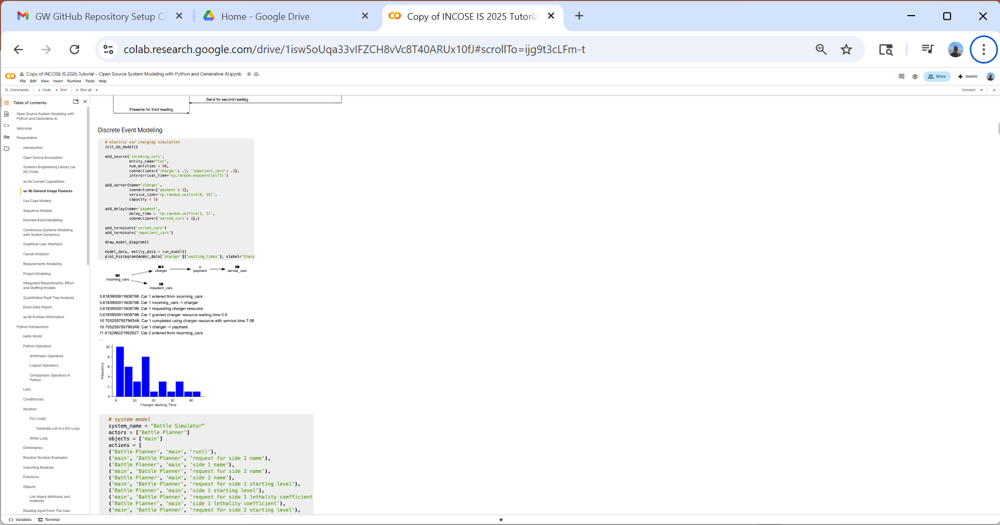 GW GitHub Repository Setup Co
Home - Google Drive
Copy of INCOSE IS 2025 Tutoria
colab.research.google.com/drive/1isw5oUqa33vIFZCH8vVc8T40ARUx10fJ#scrollTo=ijg9t3cLFm-t
Copy of INCOSE IS 2025 Tutorial – Open Source System Modeling with Python and Generative AI.ipynb
File Edit View Insert Runtime Tools Help
Share
Gemini
Commands + Code + Text Run all
Connect
Table of contents
Open Source System Modeling with
Python and Generative AI
Welcome
Presentation
Introduction
Open Source Ecosystem
Systems Engineering Library (se-
lib) Goals
se-lib Current Capabilities
se-lib General Usage Features
Use Case Models
Sequence Models
Discrete Event Modeling
Continuous Systems Modeling
with System Dynamics
Graphical User Interface
Causal Analysis
Requirements Modeling
Project Modeling
Integrated Requirements, Effort
and Staffing Models
Quantitative Fault Tree Analysis
Excel Data Import
se-lib Further Information
Python Introduction
Hello World
Python Operators
Arithmetic Operators
Logical Operators
Comparison Operators in
Python
Lists
Conditionals
Iteration
For Loops
Generate List in a For Loop
While Loop
Dictionaries
Random Number Examples
Importing Modules
Functions
Objects
List object attributes and
methods
Reading Input From The User
Send for second reading
Presents for third reading
Discrete Event Modeling
# electric car charging simulation
init_de_model()
add_source('incoming_cars',
entity_name="Car",
num_entities = 50,
connections={'charger': .7, 'impatient_cars': .3},
interarrival_time='np.random.exponential(5)')
add_server(name='charger',
connections={'payment': 1},
service_time='np.random.uniform(0, 16)',
capacity = 1)
add_delay(name='payment',
delay_time = 'np.random.uniform(1, 3)',
connections={'served_cars': 1},)
add_terminate('served_cars')
add_terminate('impatient_cars')
draw_model_diagram()
model_data, entity_data = run_model()
plot_histogram(model_data['charger']['waiting_times'], xlabel="Charg
charger
payment
served_cars
incoming_cars
impatient_cars
3.6183950911608798: Car 1 entered from incoming_cars
3.6183950911608798: Car 1 incoming_cars -> charger
3.6183950911608798: Car 1 requesting charger resource
3.6183950911608798: Car 1 granted charger resource waiting time 0.0
10.705255755796346: Car 1 completed using charger resource with service time 7.08
10.705255755796346: Car 1 charger -> payment
11.415286221992927: Car 2 entered from incoming_cars
...
10
8
6
4
2
0
Frequency
0 10 20 30 40
Charger Waiting Time
# system model
system_name = "Battle Simulator"
actors = ['Battle Planner']
objects = ['main']
actions = [
('Battle Planner', 'main', 'run()'),
('main', 'Battle Planner', 'request for side 1 name'),
('Battle Planner', 'main', 'side 1 name'),
('main', 'Battle Planner', 'request for side 2 name'),
('Battle Planner', 'main', 'side 2 name'),
('main', 'Battle Planner', 'request for side 1 starting level'),
('Battle Planner', 'main', 'side 1 starting level'),
('main', 'Battle Planner', 'request for side 1 lethality coefficient
('Battle Planner', 'main', 'side 1 lethality coefficient'),
('main', 'Battle Planner', 'request for side 2 starting level'),
Variables Terminal